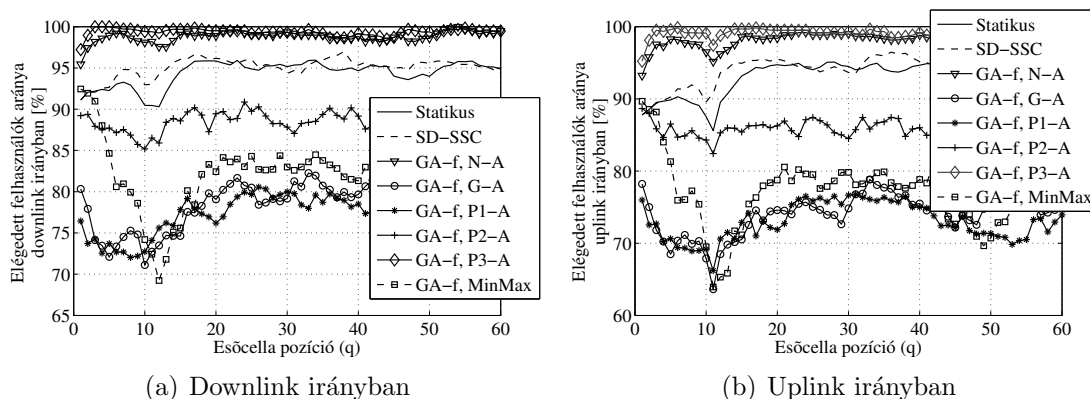 Elégedett felhasználók aránya
downlink irányban [%]
100
95
90
85
80
75
70
65
0 10 20 30 40 50 60
Esõcella pozíció (q)
Statikus
SD−SSC
GA−f, N−A
GA−f, G−A
GA−f, P1−A
GA−f, P2−A
GA−f, P3−A
GA−f, MinMax
(a) Downlink irányban
Elégedett felhasználók aránya
uplink irányban [%]
100
90
80
70
60
0 10 20 30 40 50 60
Esõcella pozíció (q)
Statikus
SD−SSC
GA−f, N−A
GA−f, G−A
GA−f, P1−A
GA−f, P2−A
GA−f, P3−A
GA−f, MinMax
(b) Uplink irányban